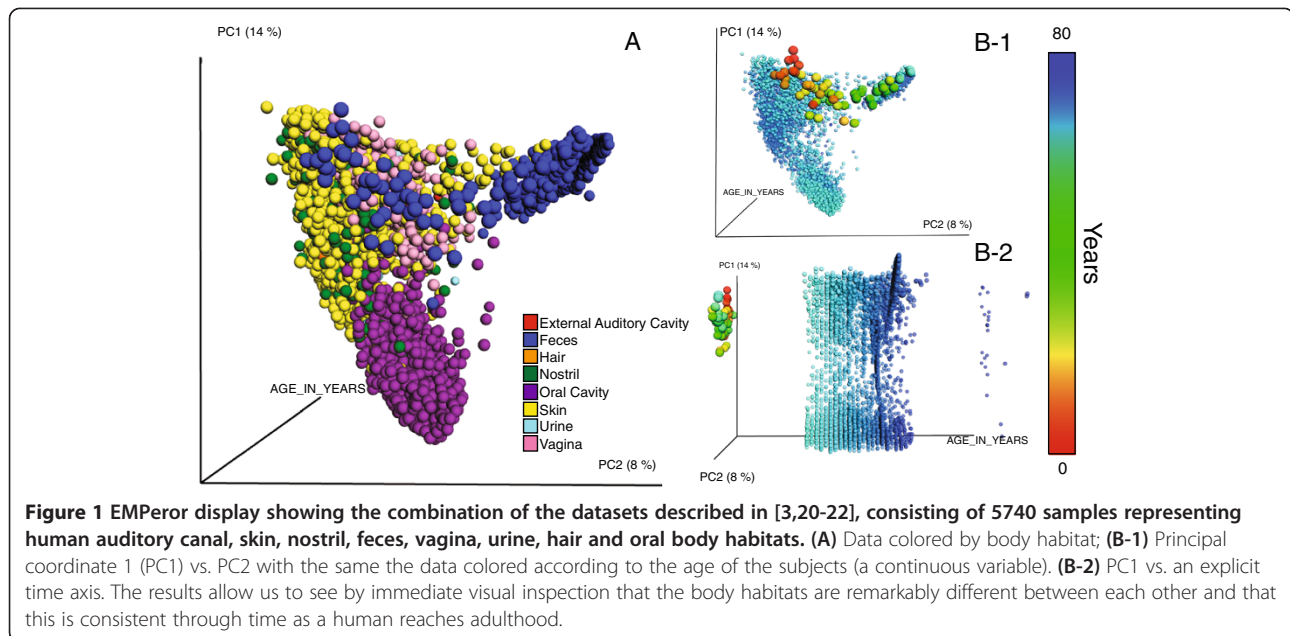 PC1 (14 %)
A
External Auditory Cavity
Feces
Hair
Nostril
Oral Cavity
Skin
Urine
Vagina
AGE_IN_YEARS
PC2 (8 %)
PC1 (14 %)
B-1
AGE_IN_YEARS
PC2 (8 %)
B-2
PC1 (14 %)
AGE_IN_YEARS
PC2 (8 %)
80
Years
0
Figure 1 EMPeror display showing the combination of the datasets described in [3,20-22], consisting of 5740 samples representing
human auditory canal, skin, nostril, feces, vagina, urine, hair and oral body habitats. (A) Data colored by body habitat; (B-1) Principal
coordinate 1 (PC1) vs. PC2 with the same the data colored according to the age of the subjects (a continuous variable). (B-2) PC1 vs. an explicit
time axis. The results allow us to see by immediate visual inspection that the body habitats are remarkably different between each other and that
this is consistent through time as a human reaches adulthood.